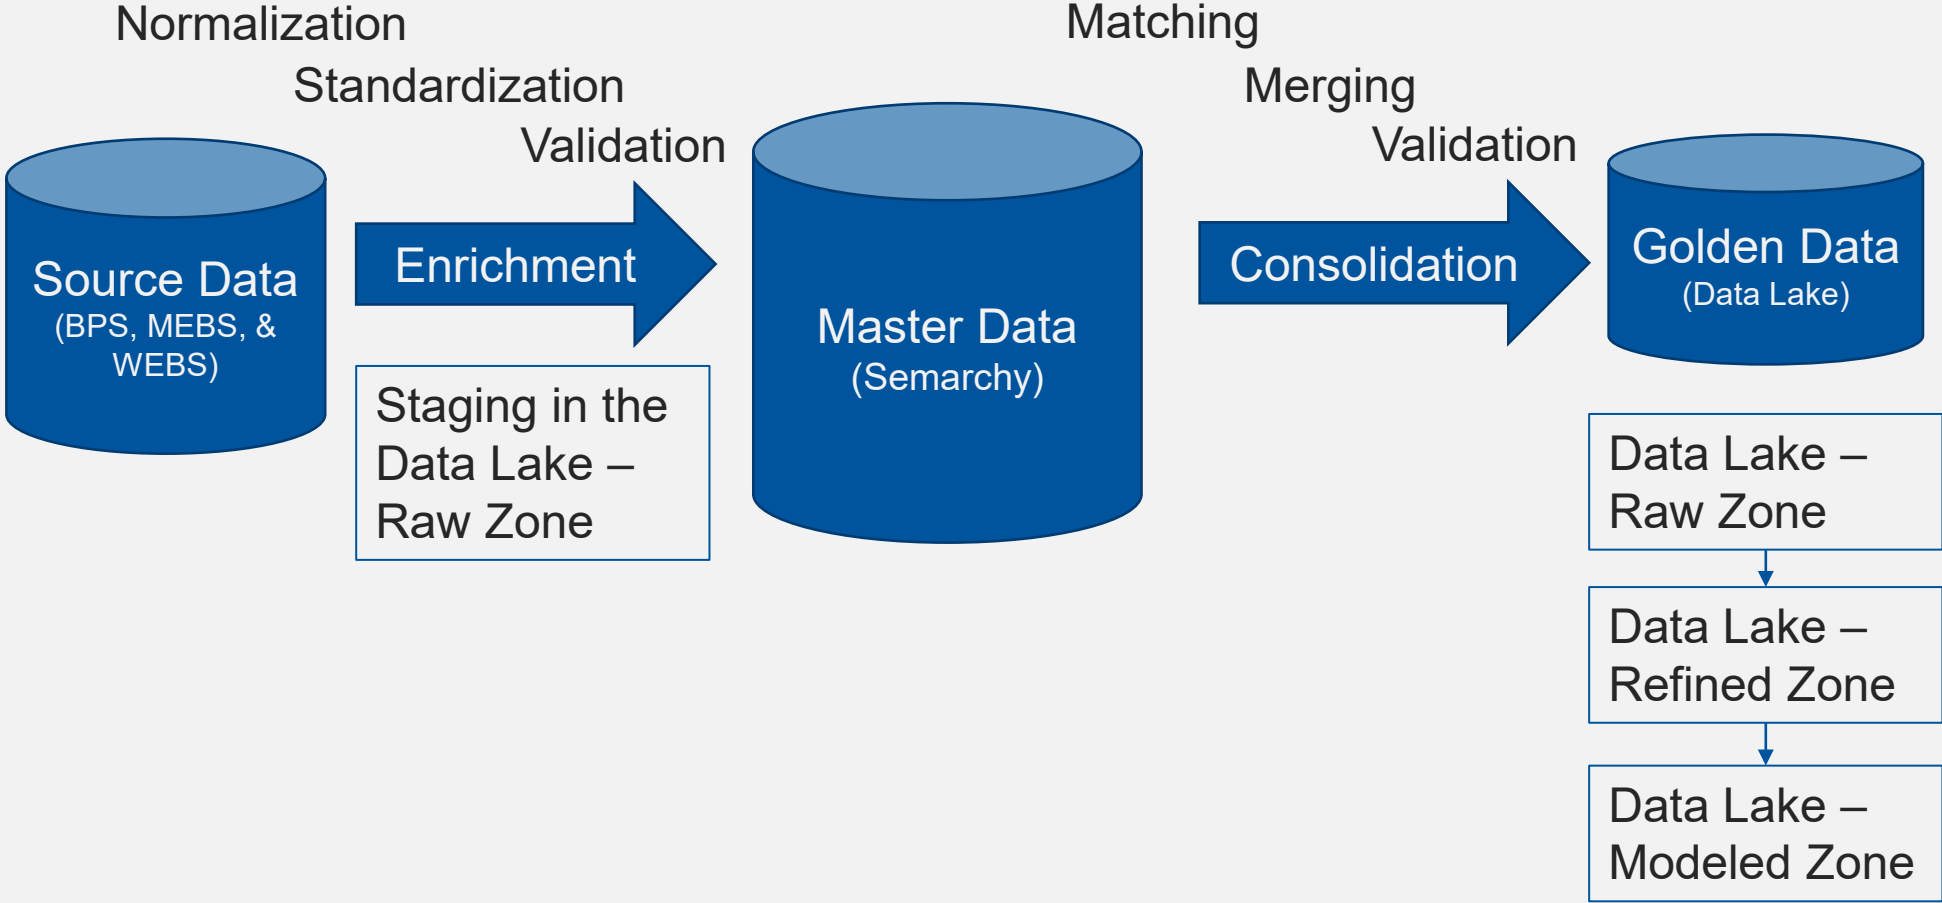 Normalization
Standardization
Validation
Matching
Merging
Validation
Source Data
(BPS, MEBS, &
WEBS)
Enrichment
Staging in the
Data Lake –
Raw Zone
Master Data
(Semarchy)
Consolidation
Golden Data
(Data Lake)
Data Lake –
Raw Zone
Data Lake –
Refined Zone
Data Lake –
Modeled Zone